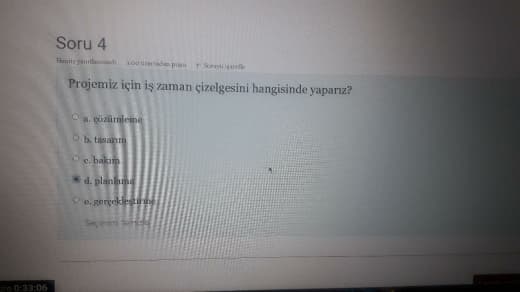 Soru 4
Henüz yanıtlanmadı 1,00 üzerinden puan Soruyu işaretle
Projemiz için iş zaman çizelgesini hangisinde yaparız?
a. çözümleme
b. tasarım
c. bakım
d. planlama
e. gerçekleştirme
Seçimimi temizle
0:33:06